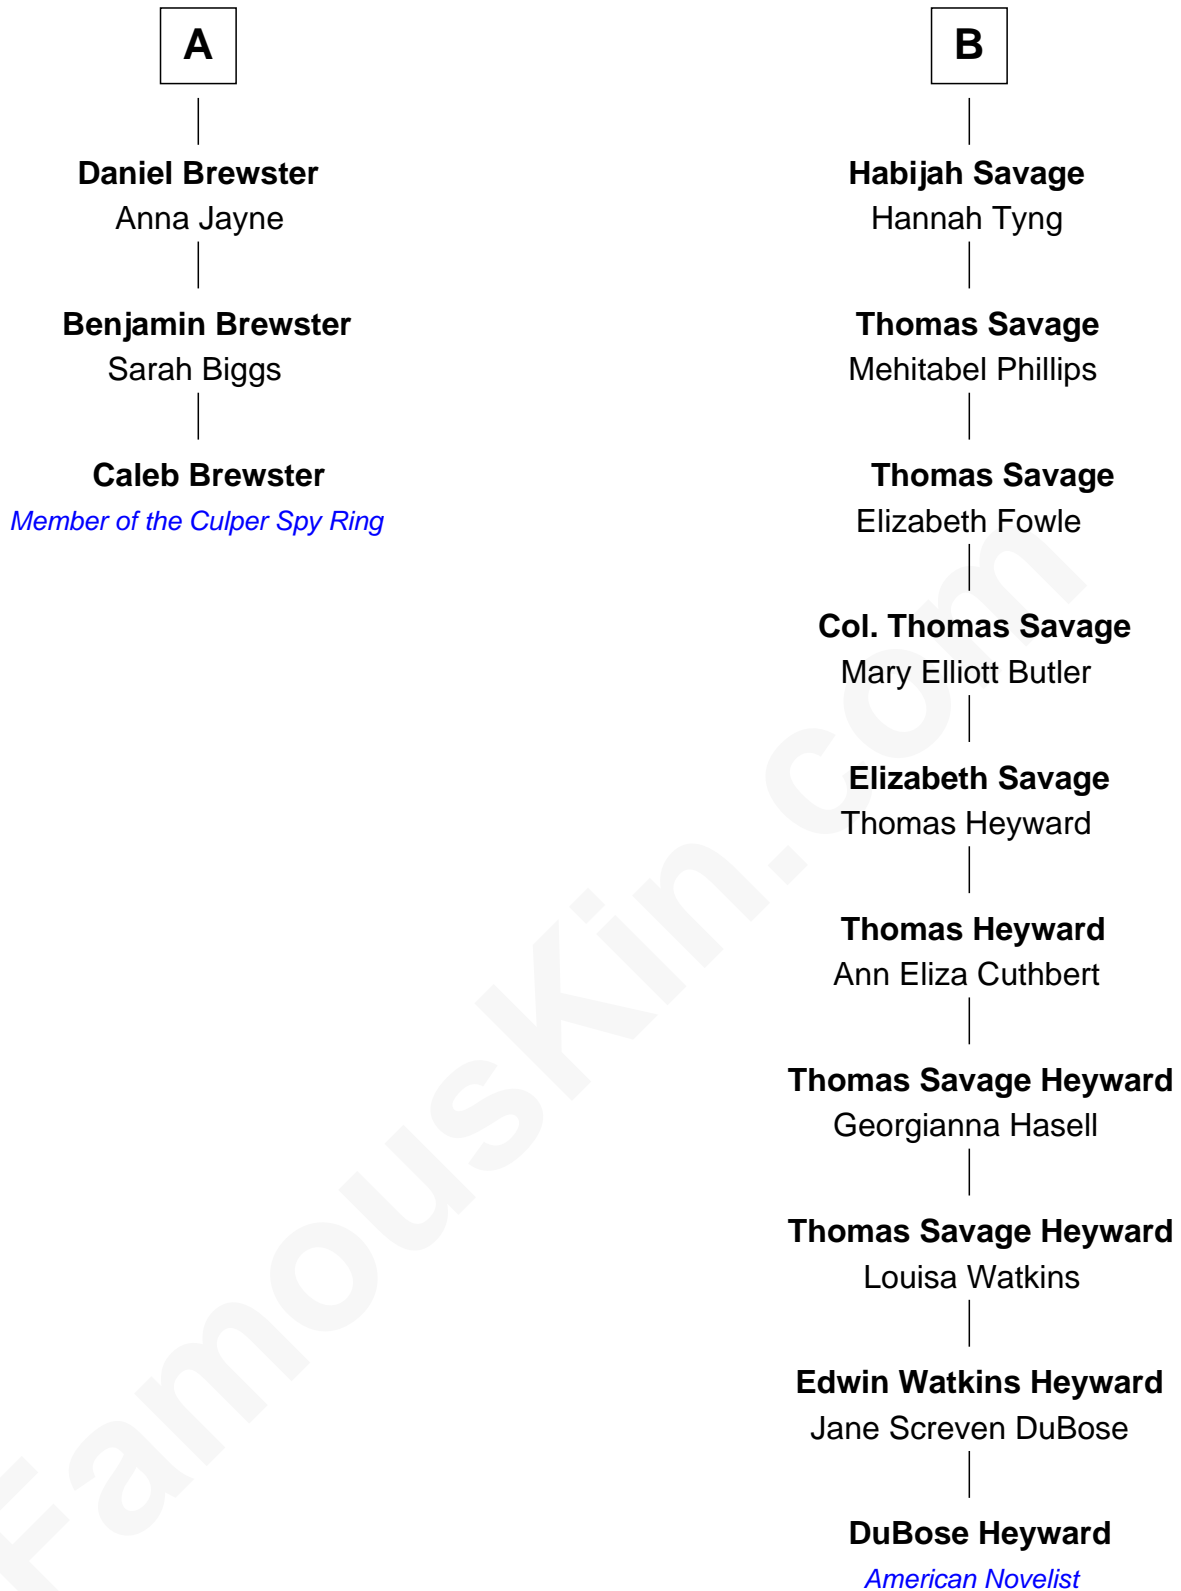 A
Daniel Brewster
Anna Jayne
Benjamin Brewster
Sarah Biggs
Caleb Brewster
Member of the Culper Spy Ring
B
Habijah Savage
Hannah Tyng
Thomas Savage
Mehitabel Phillips
Thomas Savage
Elizabeth Fowle
Col. Thomas Savage
Mary Elliott Butler
Elizabeth Savage
Thomas Heyward
Thomas Heyward
Ann Eliza Cuthbert
Thomas Savage Heyward
Georgianna Hasell
Thomas Savage Heyward
Louisa Watkins
Edwin Watkins Heyward
Jane Screven DuBose
DuBose Heyward
American Novelist
FamousKin.com